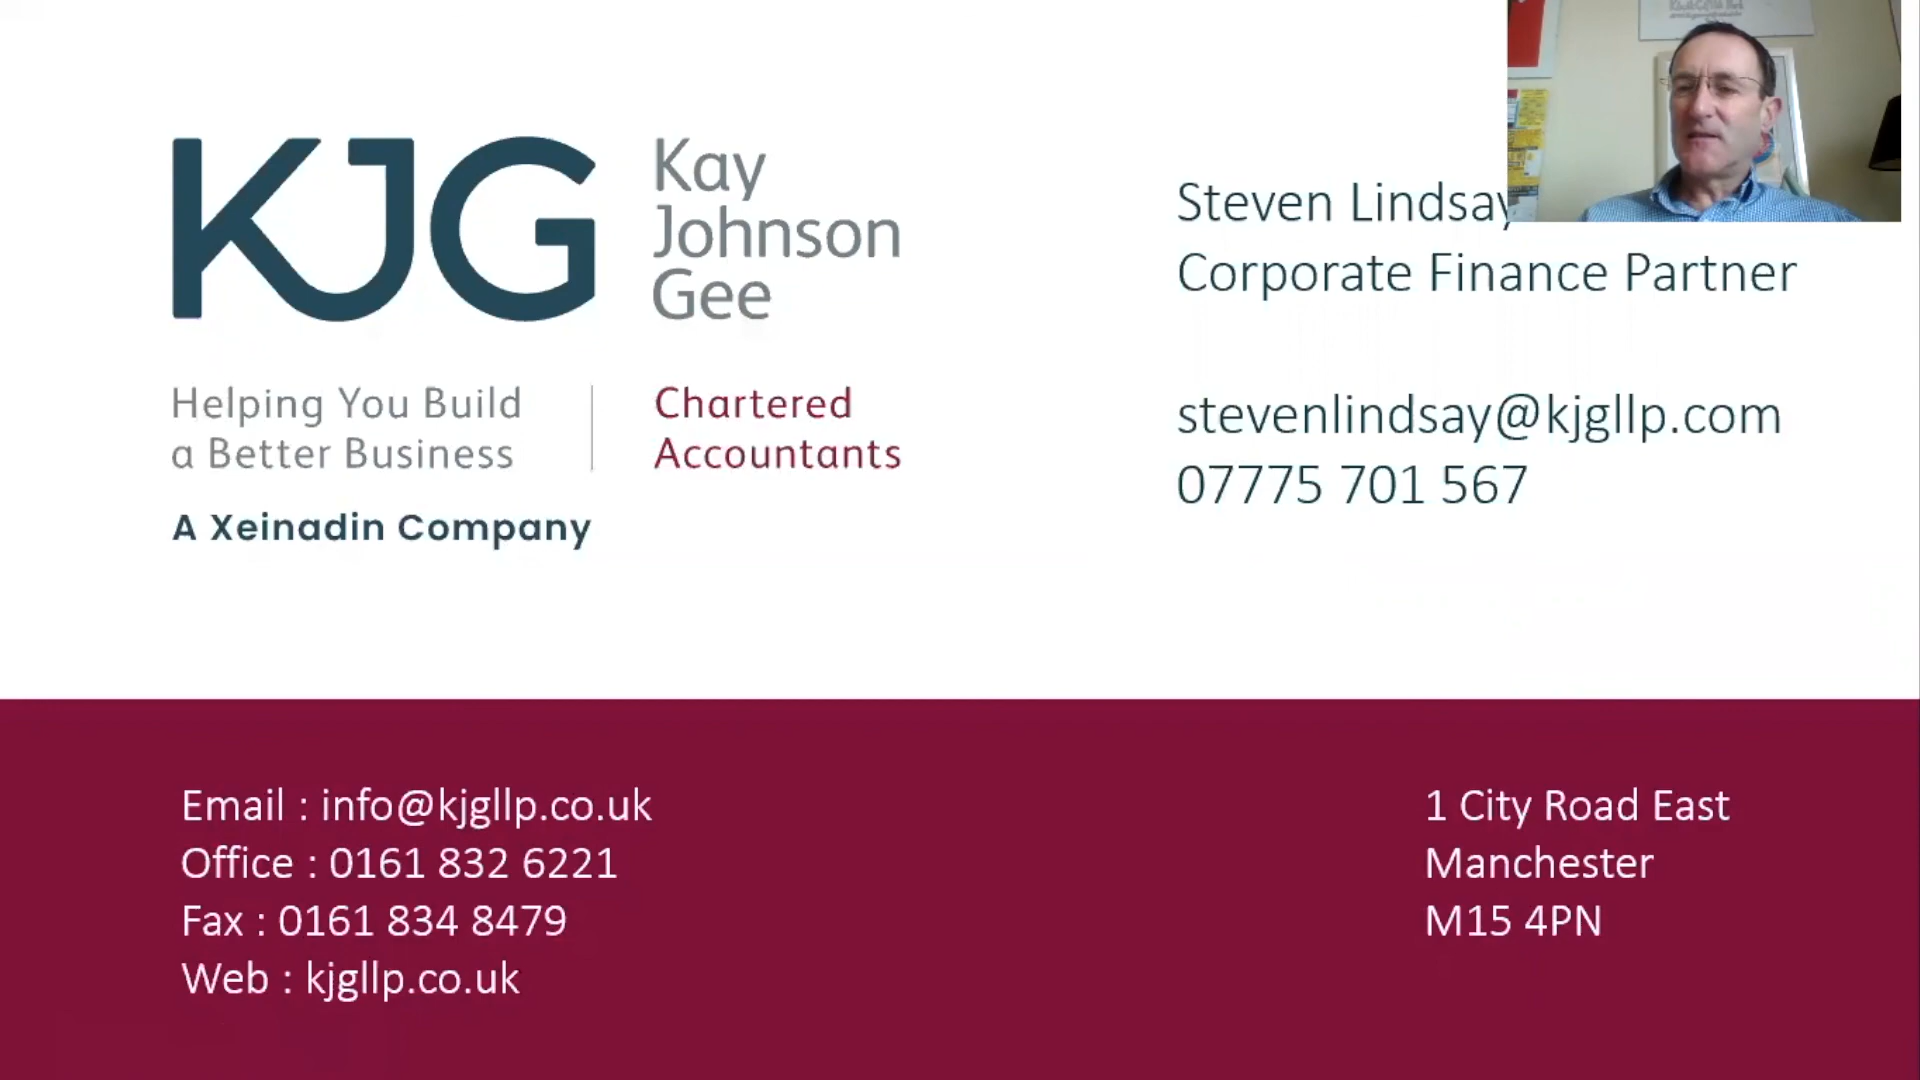 KJG
Kay
Johnson
Gee
Helping You Build
a Better Business
Chartered
Accountants
A Xeinadin Company
Steven Lindsay
Corporate Finance Partner
stevenlindsay@kjgllp.com
07775 701 567
Email : info@kjgllp.co.uk
Office : 0161 832 6221
Fax : 0161 834 8479
Web : kjgllp.co.uk
1 City Road East
Manchester
M15 4PN